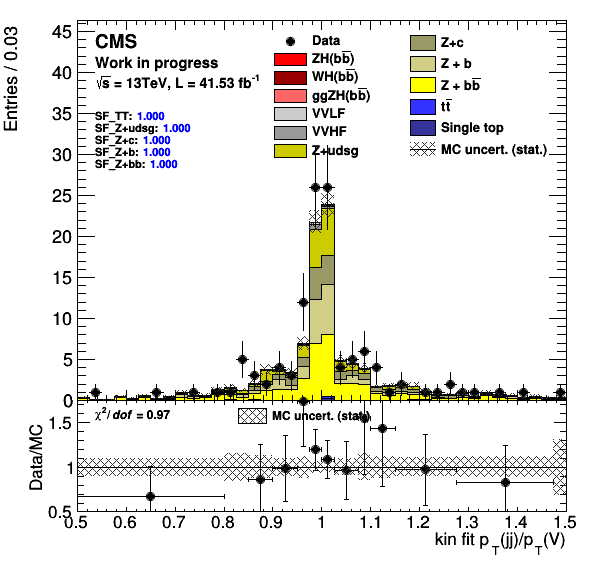 Entries / 0.03
45
40
35
30
25
20
15
10
5
0
CMS
Work in progress
√s = 13TeV, L = 41.53 fb⁻¹
SF_TT: 1.000
SF_Z+udsg: 1.000
SF_Z+c: 1.000
SF_Z+b: 1.000
SF_Z+bb: 1.000
Data
ZH(bb̅)
WH(bb̅)
ggZH(bb̅)
VVLF
VVHF
Z+udsg
Z+c
Z + b
Z + bb̅
tt̅
Single top
MC uncert. (stat.)
Data/MC
1.5
1
0.5
χ²/dof = 0.97
MC uncert. (stat.)
0.5 0.6 0.7 0.8 0.9 1 1.1 1.2 1.3 1.4 1.5
kin fit p_T(jj)/p_T(V)